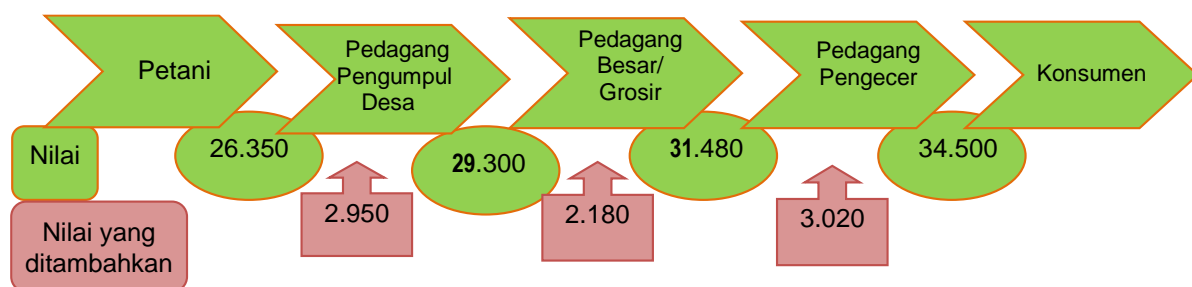 Petani
Pedagang
Pengumpul
Desa
Pedagang
Besar/
Grosir
Pedagang
Pengecer
Konsumen
Nilai
26.350
29.300
31.480
34.500
Nilai yang
ditambahkan
2.950
2.180
3.020